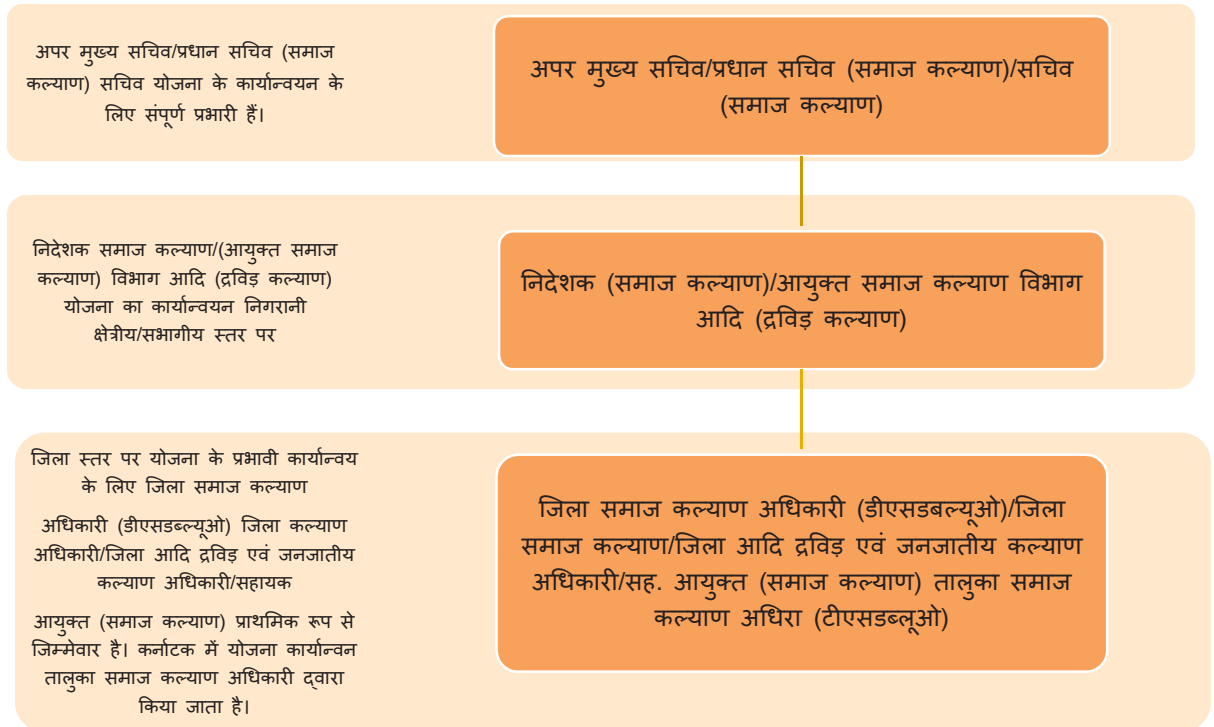 अपर मुख्य सचिव/प्रधान सचिव (समाज
कल्याण) सचिव योजना के कार्यान्वयन के
लिए संपूर्ण प्रभारी हैं।
अपर मुख्य सचिव/प्रधान सचिव (समाज कल्याण)/सचिव
(समाज कल्याण)
निदेशक समाज कल्याण/(आयुक्त समाज
कल्याण) विभाग आदि (द्रविड़ कल्याण)
योजना का कार्यान्वयन निगरानी
क्षेत्रीय/सभागीय स्तर पर
निदेशक (समाज कल्याण)/आयुक्त समाज कल्याण विभाग
आदि (द्रविड़ कल्याण)
जिला स्तर पर योजना के प्रभावी कार्यान्वय
के लिए जिला समाज कल्याण
अधिकारी (डीएसडब्ल्यूओ) जिला कल्याण
अधिकारी/जिला आदि द्रविड़ एवं जनजातीय
कल्याण अधिकारी/सहायक
आयुक्त (समाज कल्याण) प्राथमिक रूप से
जिम्मेवार है। कर्नाटक में योजना कार्यान्वन
तालुका समाज कल्याण अधिकारी द्वारा
किया जाता है।
जिला समाज कल्याण अधिकारी (डीएसडबल्यूओ)/जिला
समाज कल्याण/जिला आदि द्रविड़ एवं जनजातीय कल्याण
अधिकारी/सह. आयुक्त (समाज कल्याण) तालुका समाज
कल्याण अधिरा (टीएसडब्लूओ)